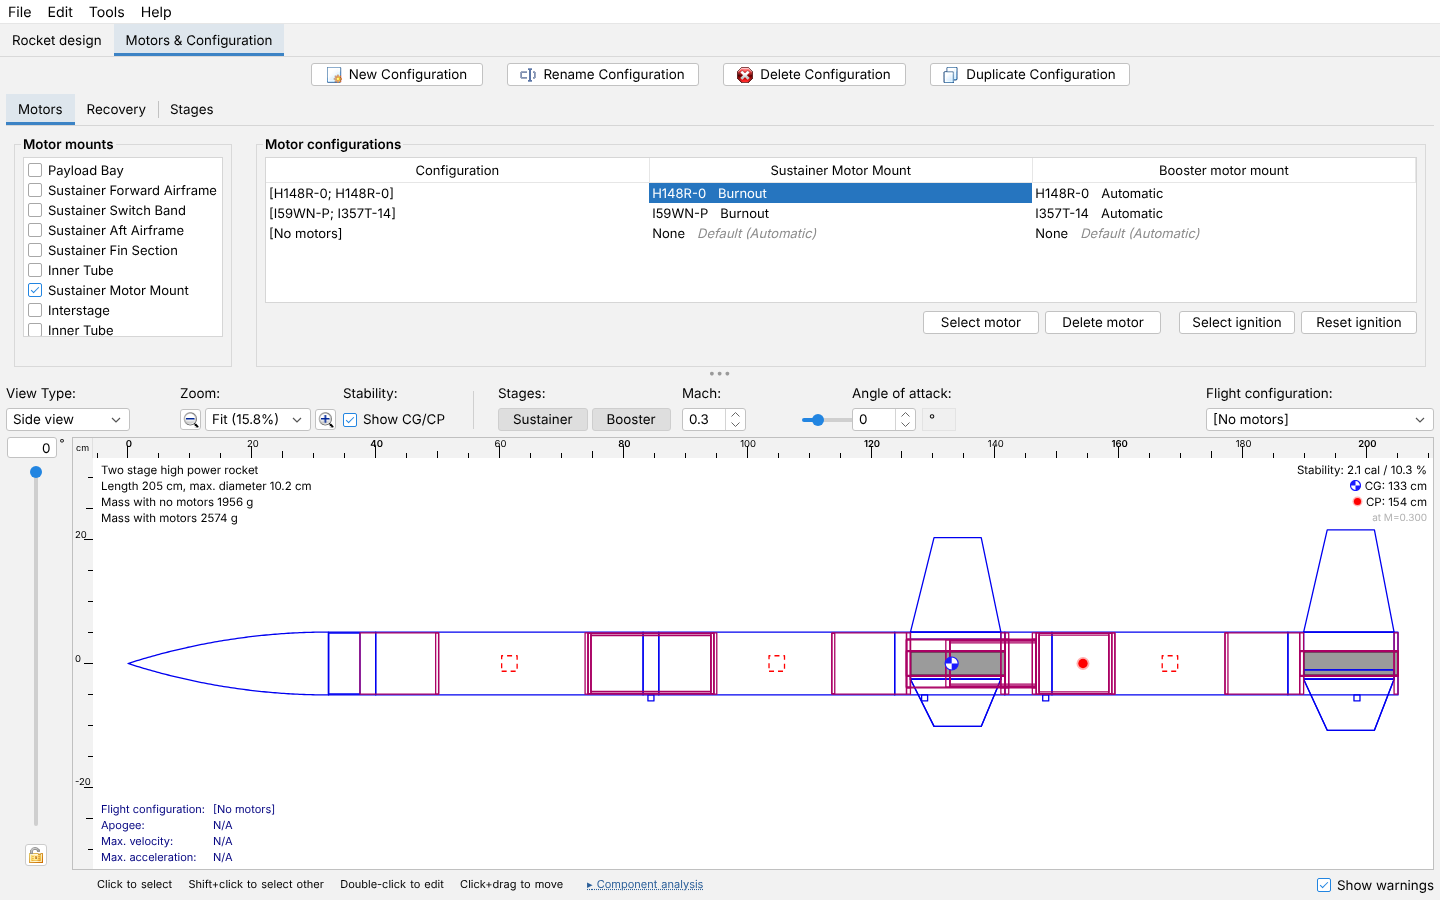 File Edit Tools Help
Rocket design Motors & Configuration
New Configuration Rename Configuration Delete Configuration Duplicate Configuration
Motors Recovery Stages
Motor mounts
Payload Bay
Sustainer Forward Airframe
Sustainer Switch Band
Sustainer Aft Airframe
Sustainer Fin Section
Inner Tube
Sustainer Motor Mount
Interstage
Inner Tube
Motor configurations
Configuration Sustainer Motor Mount Booster motor mount
[H148R-0; H148R-0] H148R-0 Burnout H148R-0 Automatic
[I59WN-P; I357T-14] I59WN-P Burnout I357T-14 Automatic
[No motors] None Default (Automatic) None Default (Automatic)
Select motor Delete motor Select ignition Reset ignition
View Type: Zoom: Stability: Stages: Mach: Angle of attack: Flight configuration:
Side view Fit (15.8%) Show CG/CP Sustainer Booster 0.3 0 ° [No motors]
0 ° cm 0 20 40 60 80 100 120 140 160 180 200
Two stage high power rocket
Length 205 cm, max. diameter 10.2 cm
Mass with no motors 1956 g
Mass with motors 2574 g
Stability: 2.1 cal / 10.3 %
CG: 133 cm
CP: 154 cm
at M=0.300
20
0
-20
Flight configuration: [No motors]
Apogee: N/A
Max. velocity: N/A
Max. acceleration: N/A
Click to select Shift+click to select other Double-click to edit Click+drag to move ▸ Component analysis Show warnings